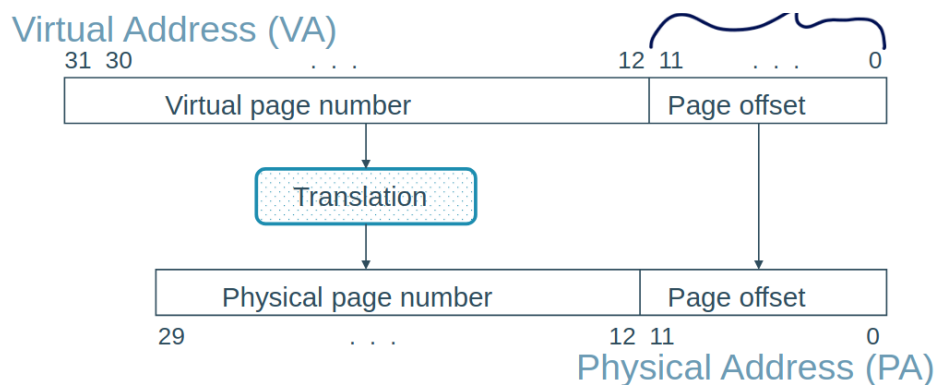 Virtual Address (VA)
31 30 . . . 12 11 . . . 0
Virtual page number Page offset
Translation
Physical page number Page offset
29 . . . 12 11 0
Physical Address (PA)